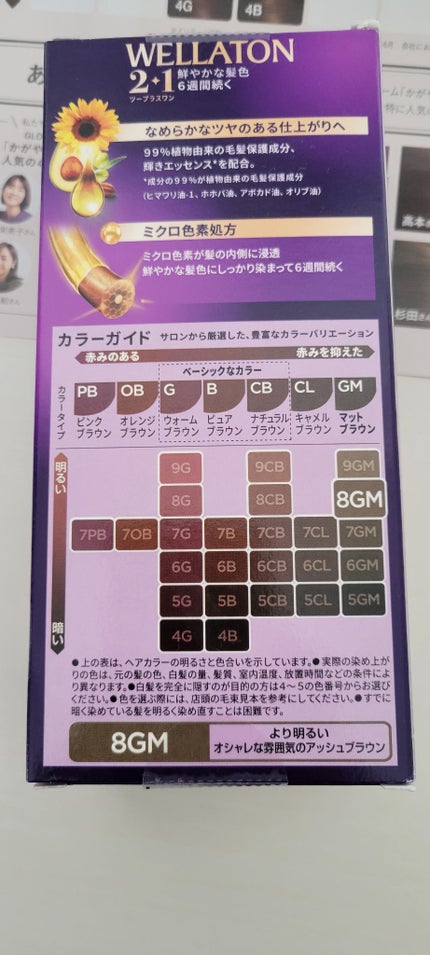 4G 4B
WELLATON
2+1 鮮やかな髪色
ツープラスワン 6週間続く
なめらかなツヤのある仕上がりへ
99%植物由来の毛髪保護成分、
輝きエッセンス*を配合。
*成分の99%が植物由来の毛髪保護成分
(ヒマワリ油-1、ホホバ油、アボカド油、オリブ油)
ミクロ色素処方
ミクロ色素が髪の内側に浸透
鮮やかな髪色にしっかり染まって6週間続く
カラーガイド サロンから厳選した、豊富なカラーバリエーション
赤みのある 赤みを抑えた
ベーシックなカラー
カラータイプ
PB OB G B CB CL GM
ピンク オレンジ ウォーム ピュア ナチュラル キャメル マット
ブラウン ブラウン ブラウン ブラウン ブラウン ブラウン ブラウン
明るい
9G 9CB 9GM
8G 8CB 8GM
7PB 7OB 7G 7B 7CB 7CL 7GM
6G 6B 6CB 6CL 6GM
5G 5B 5CB 5CL 5GM
4G 4B
暗い
●上の表は、ヘアカラーの明るさと色合いを示しています。●実際の染め上が
りの色は、元の髪の色、白髪の量、髪質、室内温度、放置時間などの条件によ
り異なります。●白髪を完全に隠すのが目的の方は4〜5の色番号からお選び
ください。●色を選ぶ際には、店頭の毛束見本を参考にしてください。●すでに
暗く染めている髪を明るく染め直すことは困難です。
8GM
より明るい
オシャレな雰囲気のアッシュブラウン